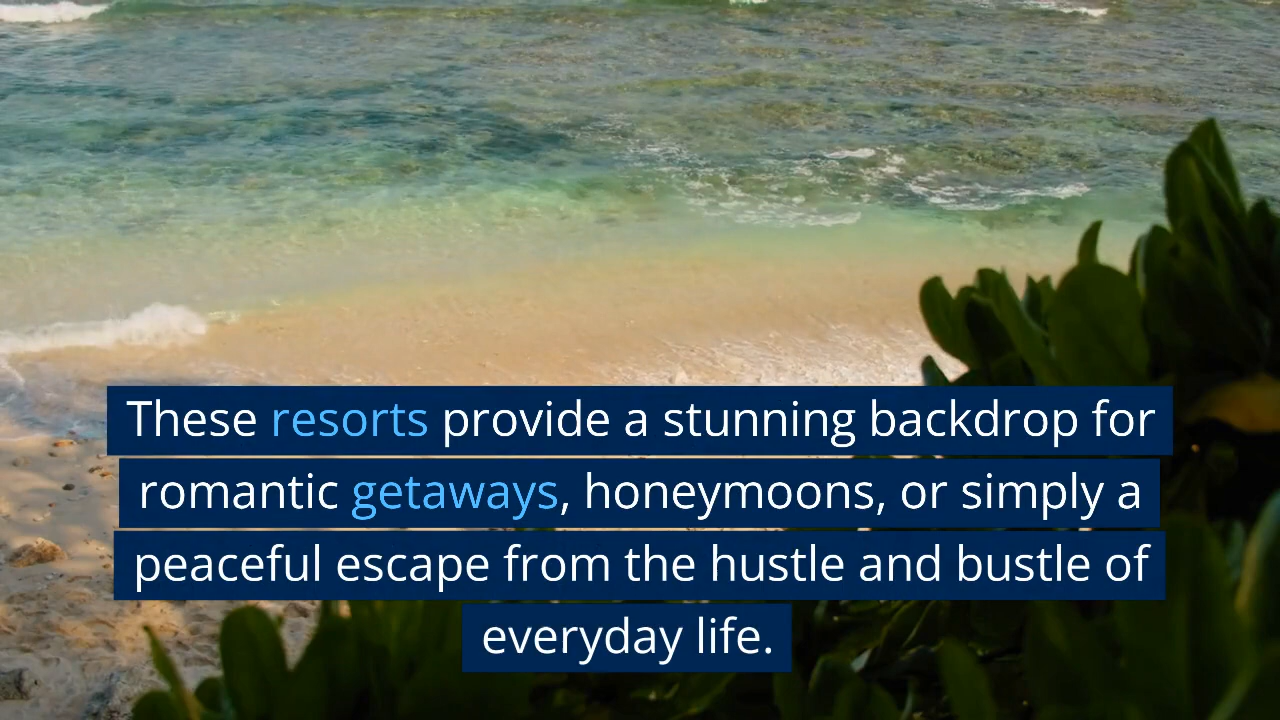 These resorts provide a stunning backdrop for
romantic getaways, honeymoons, or simply a
peaceful escape from the hustle and bustle of
everyday life.